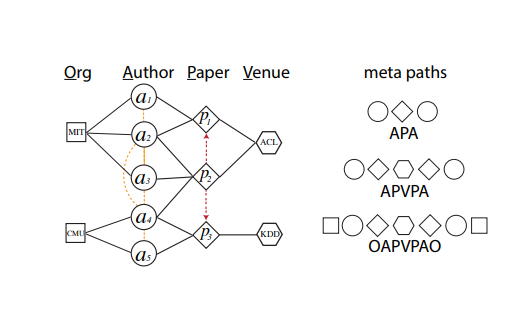 Org Author Paper Venue meta paths
a1
a2
a3
a4
a5
MIT
CMU
p1
p2
p3
ACL
KDD
APA
APVPA
OAPVPAO